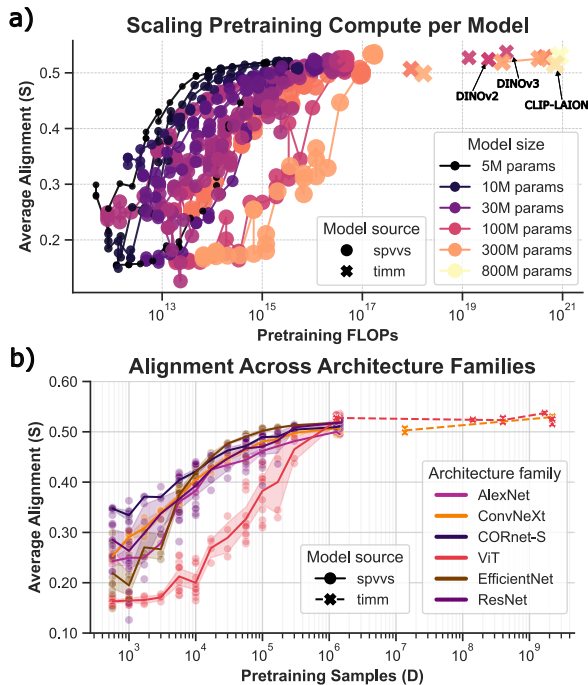 a)
Scaling Pretraining Compute per Model
Average Alignment (S)
0.5
0.4
0.3
0.2
DINOv2
DINOv3
CLIP-LAION
Model source
spvvs
timm
Model size
5M params
10M params
30M params
100M params
300M params
800M params
10^13
10^15
10^17
10^19
10^21
Pretraining FLOPs
b)
Alignment Across Architecture Families
Average Alignment (S)
0.60
0.50
0.40
0.30
0.20
0.10
Model source
spvvs
timm
Architecture family
AlexNet
ConvNeXt
CORnet-S
ViT
EfficientNet
ResNet
10^3
10^4
10^5
10^6
10^7
10^8
10^9
Pretraining Samples (D)